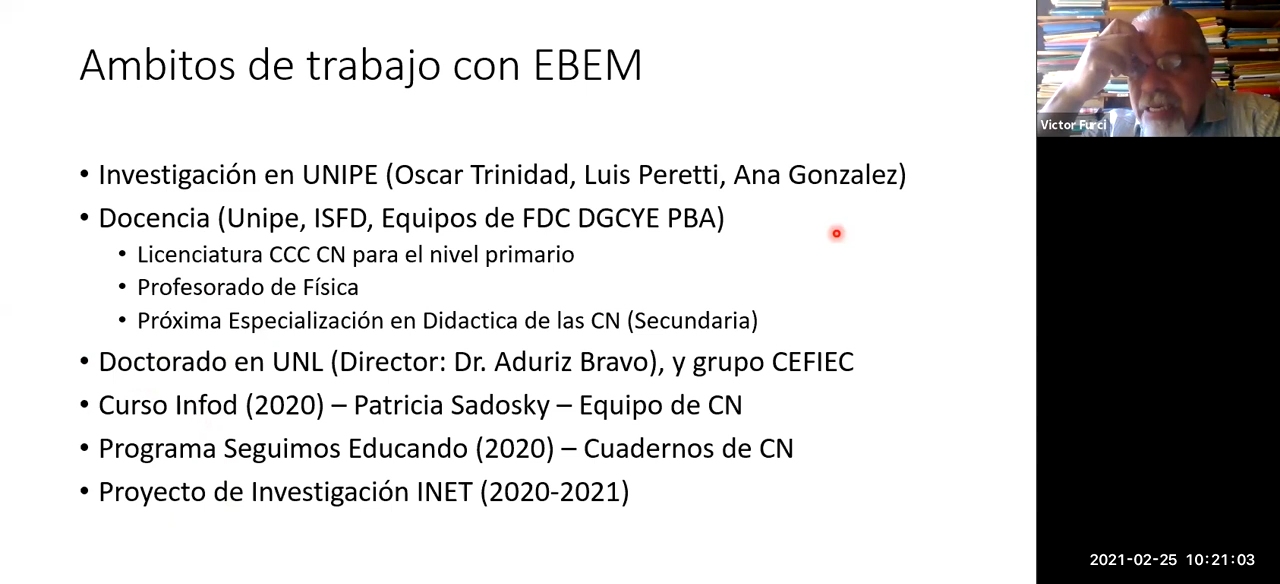 Ambitos de trabajo con EBEM
• Investigación en UNIPE (Oscar Trinidad, Luis Peretti, Ana Gonzalez)
• Docencia (Unipe, ISFD, Equipos de FDC DGCYE PBA)
• Licenciatura CCC CN para el nivel primario
• Profesorado de Física
• Próxima Especialización en Didactica de las CN (Secundaria)
• Doctorado en UNL (Director: Dr. Aduriz Bravo), y grupo CEFIEC
• Curso Infod (2020) – Patricia Sadosky – Equipo de CN
• Programa Seguimos Educando (2020) – Cuadernos de CN
• Proyecto de Investigación INET (2020-2021)
Victor Furci
2021-02-25 10:21:03